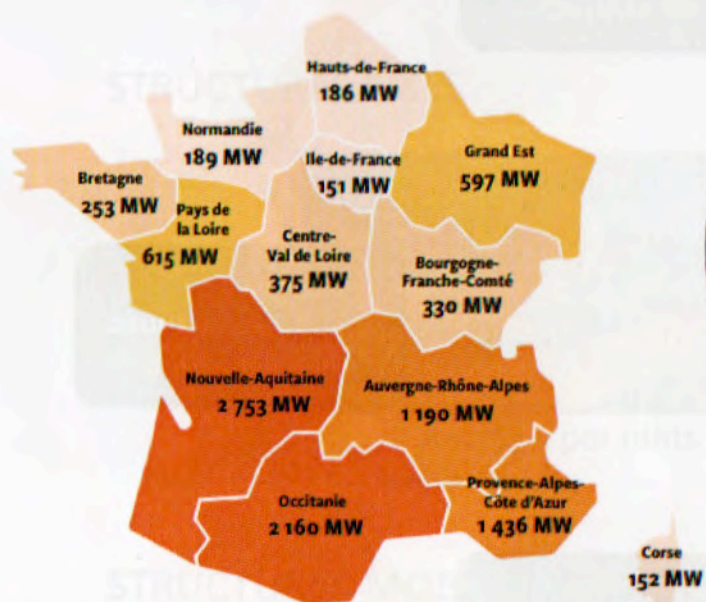 Hauts-de-France
186 MW
Normandie
189 MW
Ile-de-France
151 MW
Grand Est
597 MW
Bretagne
253 MW
Pays de
la Loire
615 MW
Centre-
Val de Loire
375 MW
Bourgogne-
Franche-Comté
330 MW
Nouvelle-Aquitaine
2 753 MW
Auvergne-Rhône-Alpes
1 190 MW
Occitanie
2 160 MW
Provence-Alpes-
Côte d'Azur
1 436 MW
Corse
152 MW